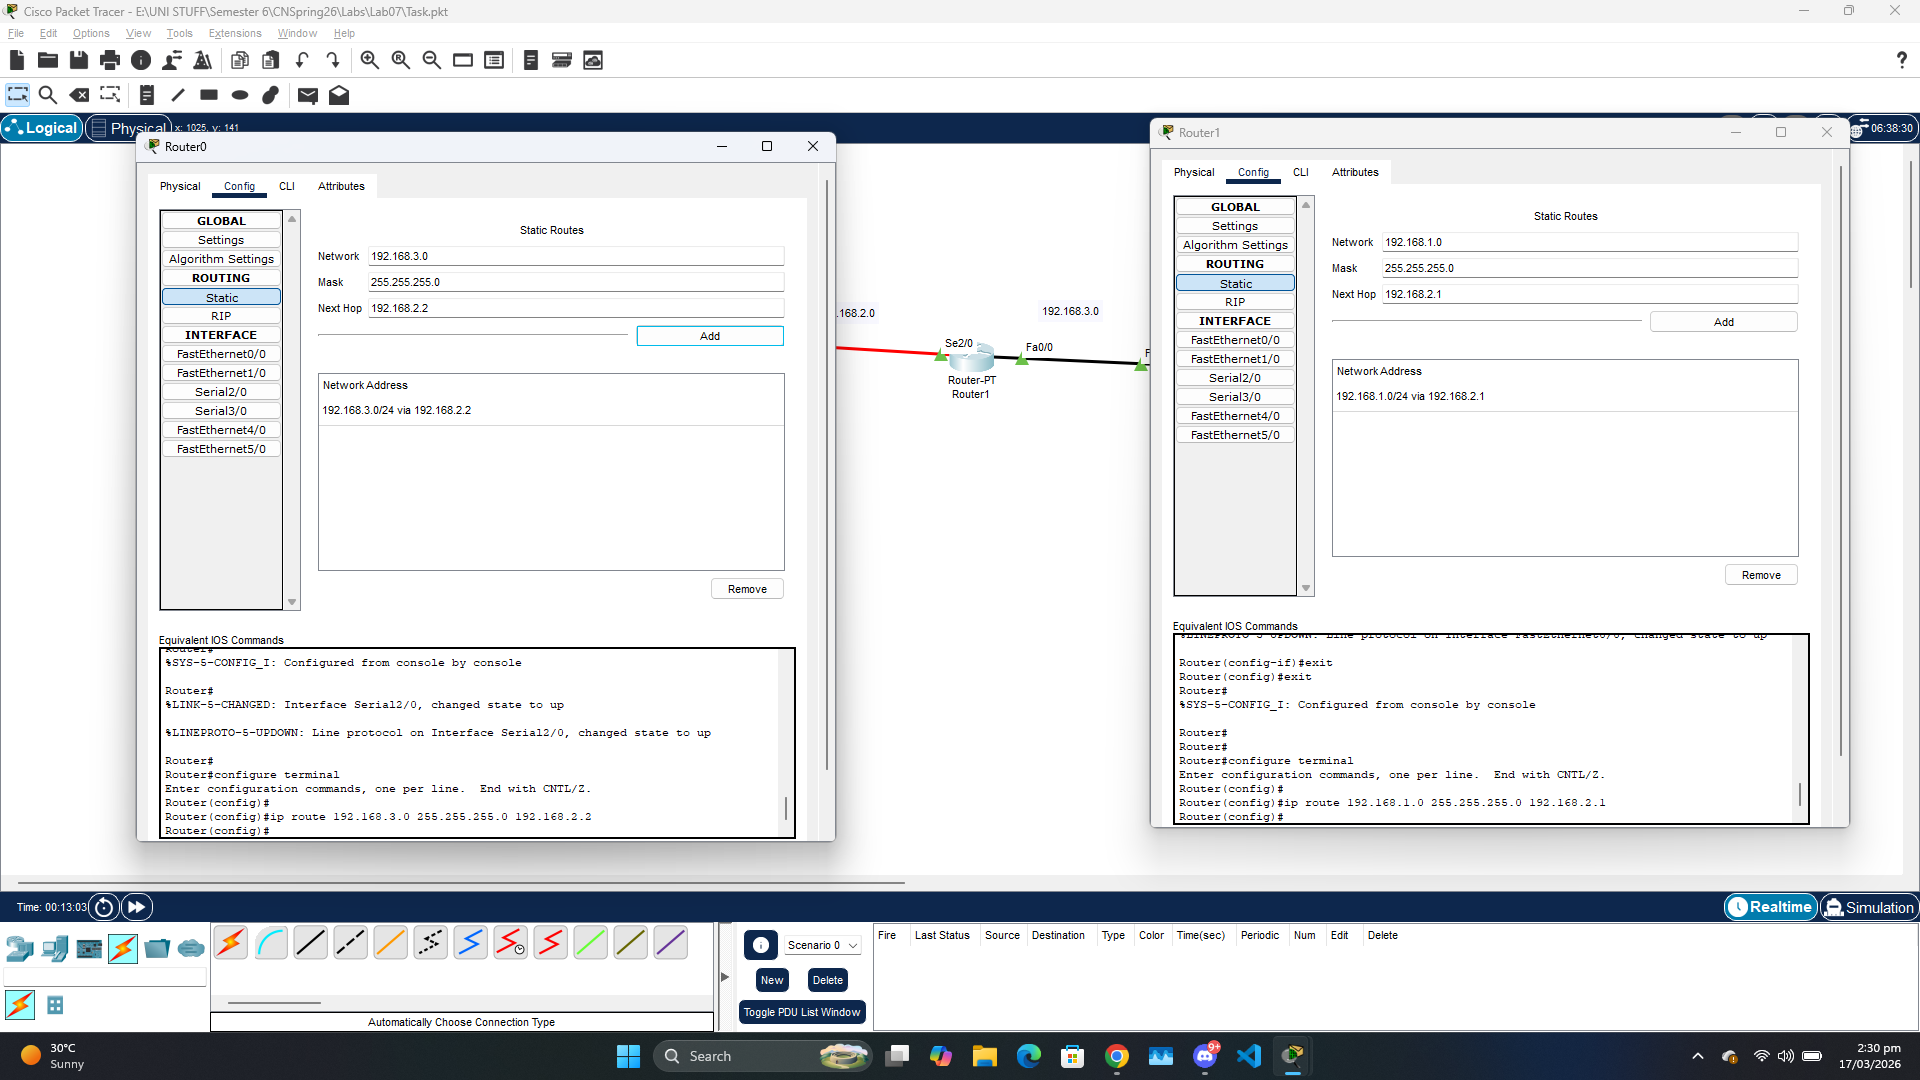 Cisco Packet Tracer - E:\UNI STUFF\Semester 6\CNSpring26\Labs\Lab07\Task.pkt
File Edit Options View Tools Extensions Window Help
?
Logical Physical x: 1025, y: 141
06:38:30
Router0
Physical Config CLI Attributes
GLOBAL
Settings
Algorithm Settings
ROUTING
Static
RIP
INTERFACE
FastEthernet0/0
FastEthernet1/0
Serial2/0
Serial3/0
FastEthernet4/0
FastEthernet5/0
Static Routes
Network 192.168.3.0
Mask 255.255.255.0
Next Hop 192.168.2.2
Add
Network Address
192.168.3.0/24 via 192.168.2.2
Remove
Equivalent IOS Commands
Router#
%SYS-5-CONFIG_I: Configured from console by console
Router#
%LINK-5-CHANGED: Interface Serial2/0, changed state to up
%LINEPROTO-5-UPDOWN: Line protocol on Interface Serial2/0, changed state to up
Router#
Router#configure terminal
Enter configuration commands, one per line. End with CNTL/Z.
Router(config)#
Router(config)#ip route 192.168.3.0 255.255.255.0 192.168.2.2
Router(config)#
.168.2.0
192.168.3.0
Se2/0
Fa0/0
F
Router-PT
Router1
Router1
Physical Config CLI Attributes
GLOBAL
Settings
Algorithm Settings
ROUTING
Static
RIP
INTERFACE
FastEthernet0/0
FastEthernet1/0
Serial2/0
Serial3/0
FastEthernet4/0
FastEthernet5/0
Static Routes
Network 192.168.1.0
Mask 255.255.255.0
Next Hop 192.168.2.1
Add
Network Address
192.168.1.0/24 via 192.168.2.1
Remove
Equivalent IOS Commands
%LINEPROTO-5-UPDOWN: Line protocol on Interface FastEthernet0/0, changed state to up
Router(config-if)#exit
Router(config)#exit
Router#
%SYS-5-CONFIG_I: Configured from console by console
Router#
Router#
Router#configure terminal
Enter configuration commands, one per line. End with CNTL/Z.
Router(config)#
Router(config)#ip route 192.168.1.0 255.255.255.0 192.168.2.1
Router(config)#
Time: 00:13:03
Realtime Simulation
Automatically Choose Connection Type
Scenario 0
New Delete
Toggle PDU List Window
Fire Last Status Source Destination Type Color Time(sec) Periodic Num Edit Delete
30°C
Sunny
Search
9+
2:30 pm
17/03/2026